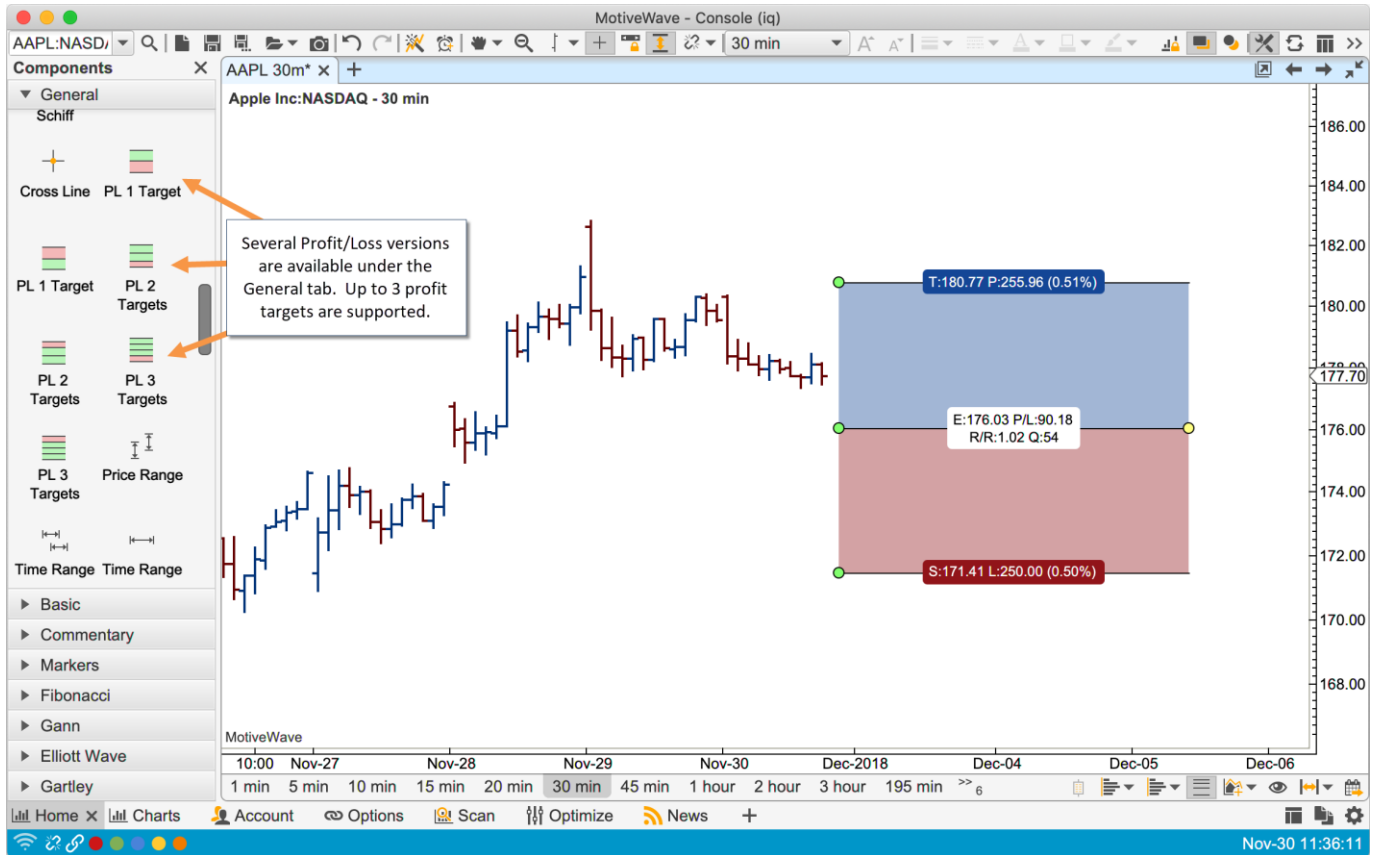 MotiveWave - Console (iq)
AAPL:NASD/
30 min
Components
AAPL 30m*
General
Schiff
Cross Line
PL 1 Target
PL 1 Target
PL 2
Targets
PL 2
Targets
PL 3
Targets
PL 3
Targets
Price Range
Time Range
Time Range
Basic
Commentary
Markers
Fibonacci
Gann
Elliott Wave
Gartley
Apple Inc:NASDAQ - 30 min
Several Profit/Loss versions
are available under the
General tab. Up to 3 profit
targets are supported.
T:180.77 P:255.96 (0.51%)
E:176.03 P/L:90.18
R/R:1.02 Q:54
S:171.41 L:250.00 (0.50%)
186.00
184.00
182.00
180.00
178.00
177.70
176.00
174.00
172.00
170.00
168.00
MotiveWave
10:00 Nov-27 Nov-28 Nov-29 Nov-30 Dec-2018 Dec-04 Dec-05 Dec-06
1 min 5 min 10 min 15 min 20 min 30 min 45 min 1 hour 2 hour 3 hour 195 min >> 6
Home Charts Account Options Scan Optimize News +
Nov-30 11:36:11